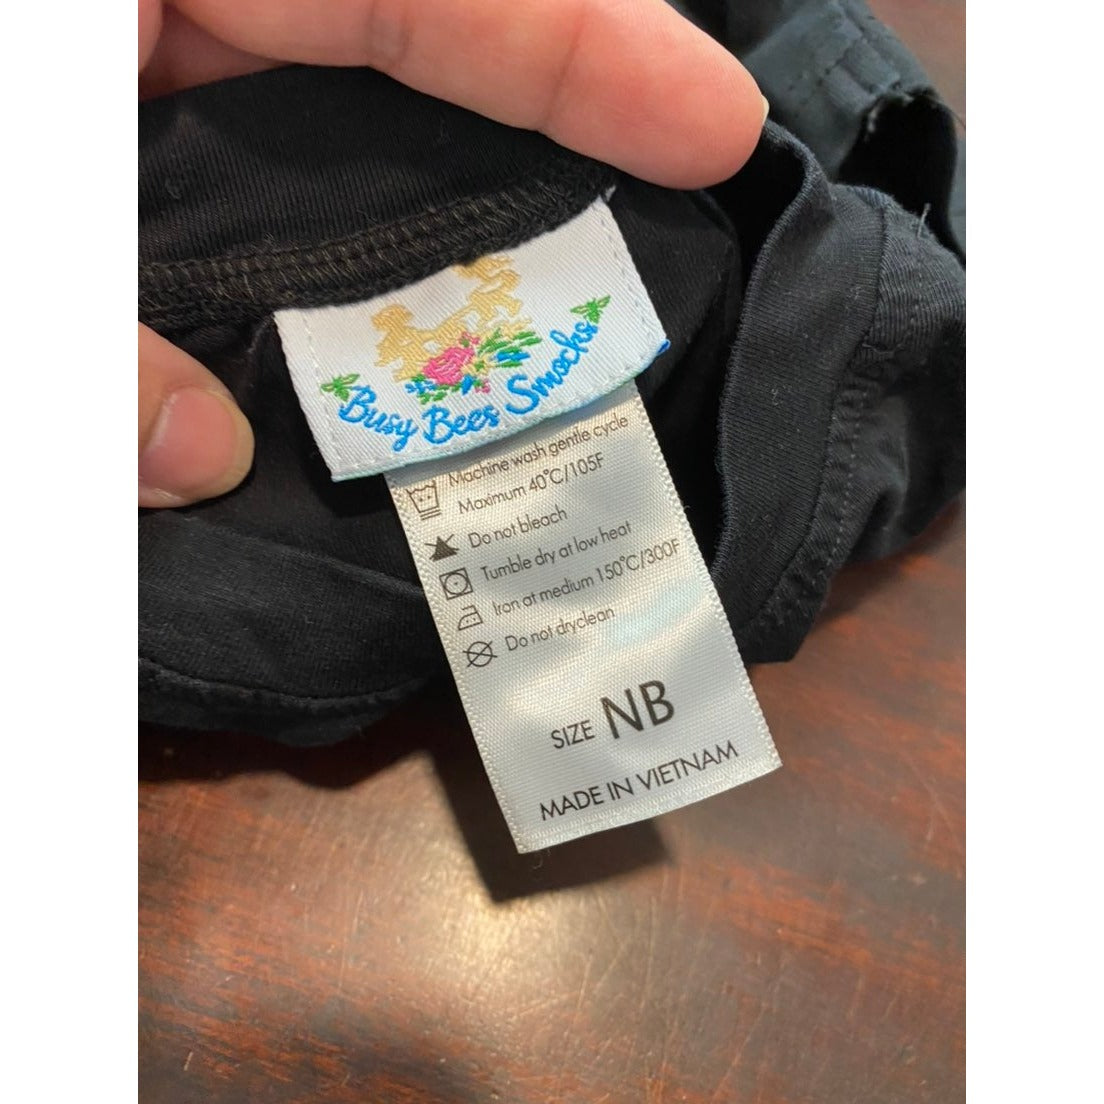 Busy Bees Smocks
Machine wash gentle cycle
Maximum 40°C/105F
Do not bleach
Tumble dry at low heat
Iron at medium 150°C/300F
Do not dryclean
SIZE NB
MADE IN VIETNAM